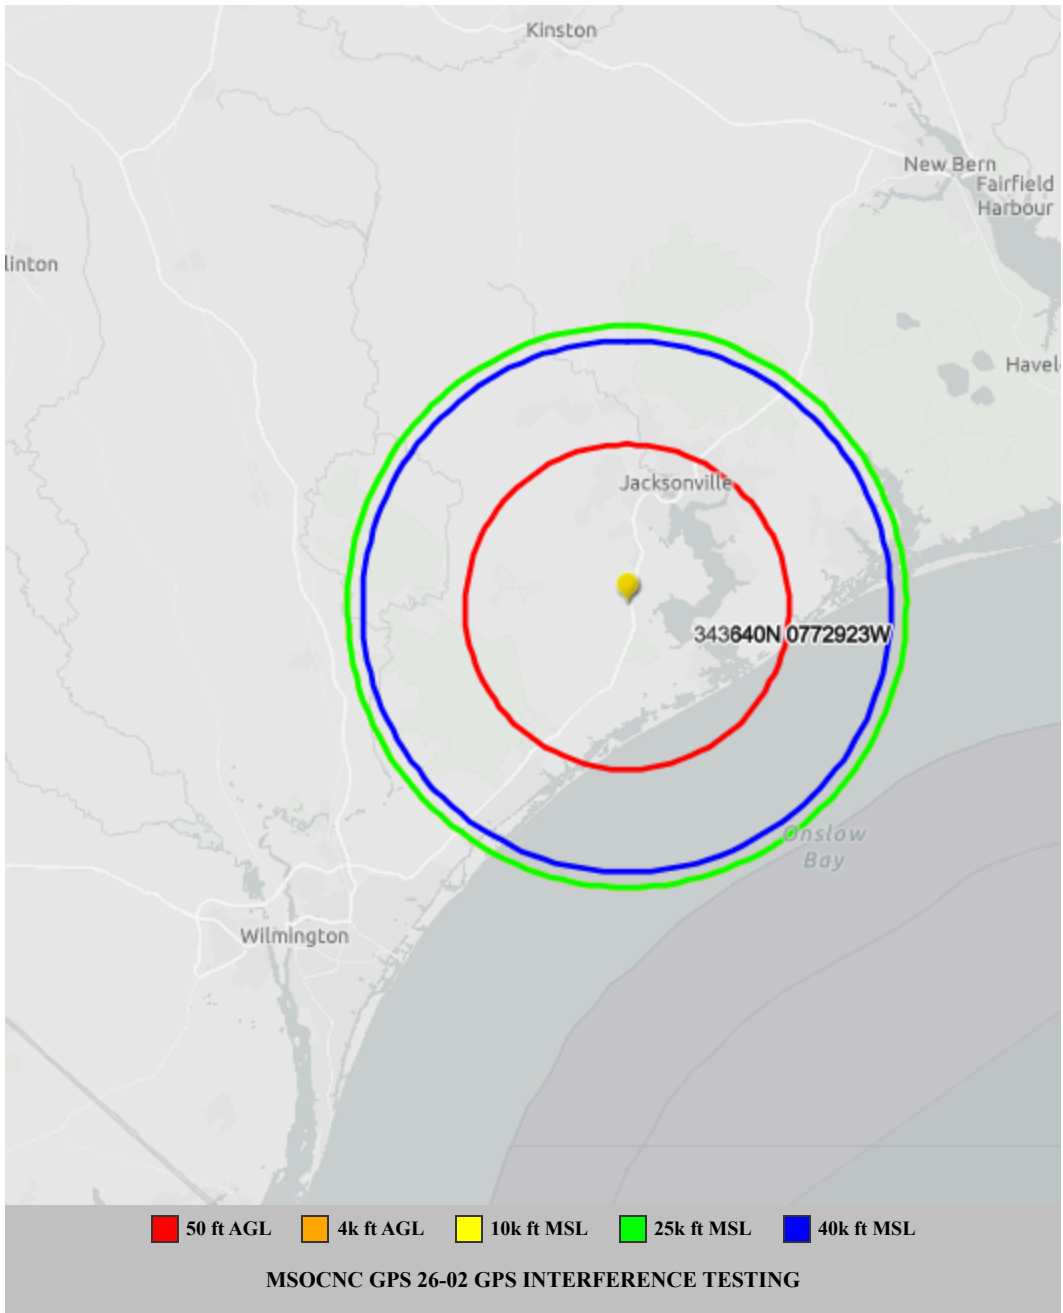 Kinston
New Bern
Fairfield
Harbour
linton
Havel
Jacksonville
343640N 0772923W
Onslow
Bay
Wilmington
50 ft AGL 4k ft AGL 10k ft MSL 25k ft MSL 40k ft MSL
MSOCNC GPS 26-02 GPS INTERFERENCE TESTING